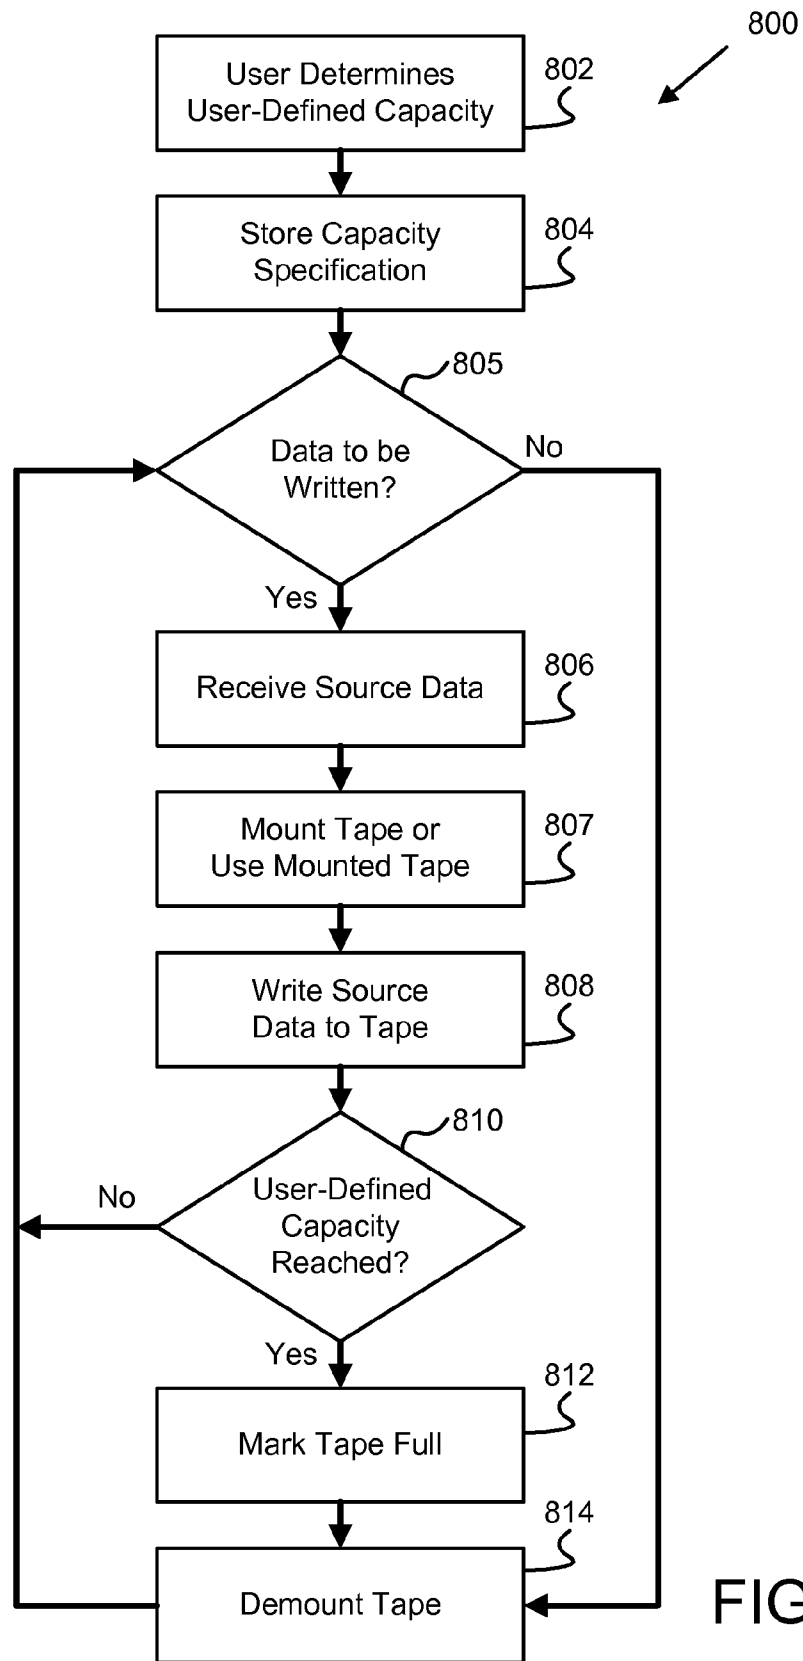 800
User Determines
User-Defined Capacity
802
Store Capacity
Specification
804
805
Data to be
Written?
No
Yes
Receive Source Data
806
Mount Tape or
Use Mounted Tape
807
Write Source
Data to Tape
808
810
User-Defined
Capacity
Reached?
No
Yes
Mark Tape Full
812
Demount Tape
814
FIG